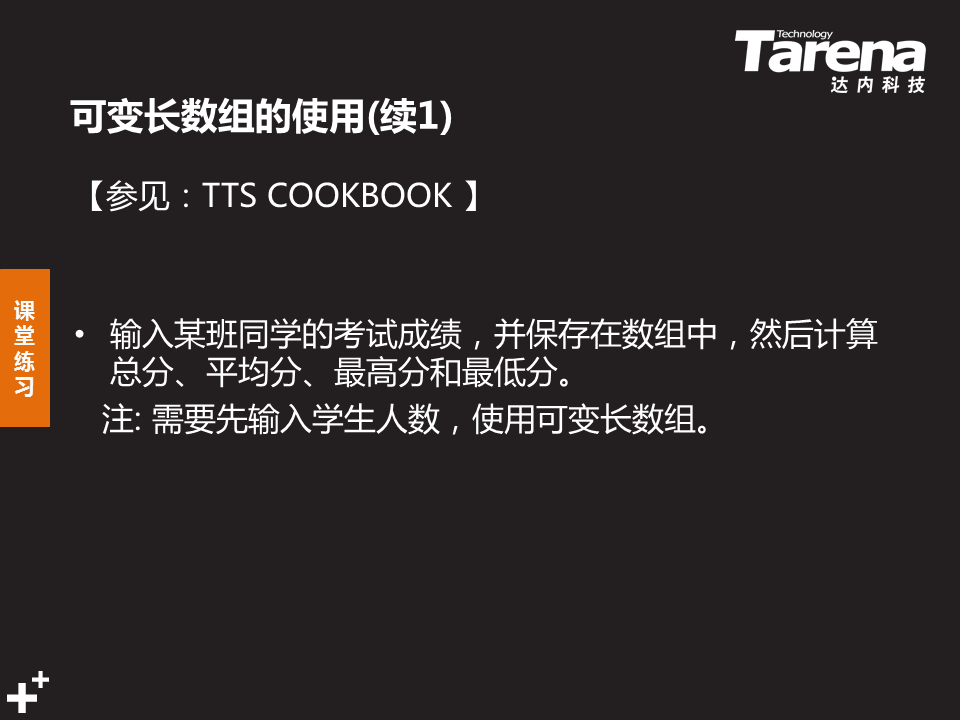 Technology
Tarena
达内科技
可变长数组的使用(续1)
【参见：TTS COOKBOOK 】
课堂练习
• 输入某班同学的考试成绩，并保存在数组中，然后计算
总分、平均分、最高分和最低分。
注: 需要先输入学生人数，使用可变长数组。